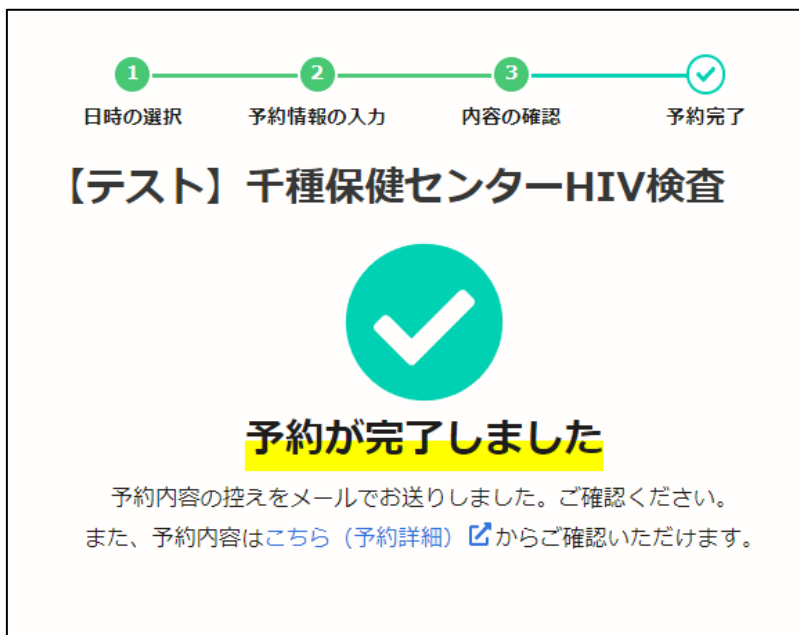 1 2 3
日時の選択 予約情報の入力 内容の確認 予約完了
【テスト】千種保健センターHIV検査
予約が完了しました
予約内容の控えをメールでお送りしました。ご確認ください。
また、予約内容はこちら（予約詳細）からご確認いただけます。